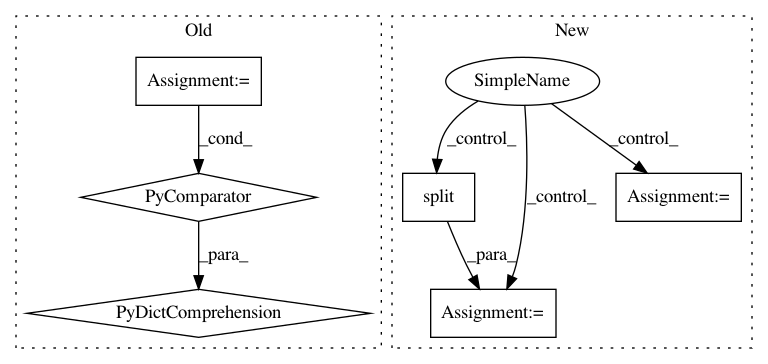 Old
New
Assignment:=
SimpleName
_cond_
_control_
_control_
PyComparator
split
_control_
Assignment:=
_para_
_para_
PyDictComprehension
Assignment:=